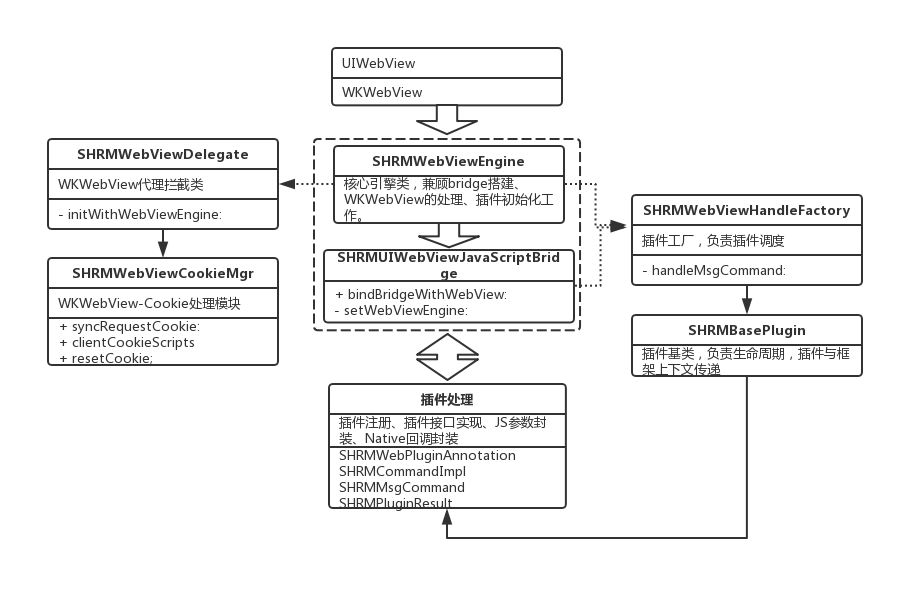 UIWebView
WKWebView
SHRMWebViewDelegate
WKWebView代理拦截类
- initWithWebViewEngine:
SHRMWebViewCookieMgr
WKWebView-Cookie处理模块
+ syncRequestCookie:
+ clientCookieScripts
+ resetCookie;
SHRMWebViewEngine
核心引擎类，兼顾bridge搭建、
WKWebView的处理、插件初始化工
作。
SHRMUIWebViewJavaScriptBrid
ge
+ bindBridgeWithWebView:
- setWebViewEngine:
插件处理
插件注册、插件接口实现、JS参数封
装、Native回调封装
SHRMWebPluginAnnotation
SHRMCommandImpl
SHRMMsgCommand
SHRMPluginResult
SHRMWebViewHandleFactory
插件工厂，负责插件调度
- handleMsgCommand:
SHRMBasePlugin
插件基类，负责生命周期，插件与框
架上下文传递